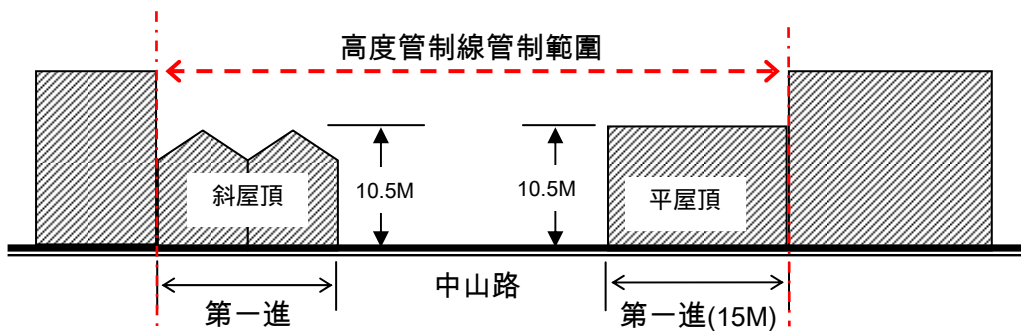 高度管制線管制範圍
斜屋頂
10.5M
10.5M
平屋頂
第一進
中山路
第一進(15M)